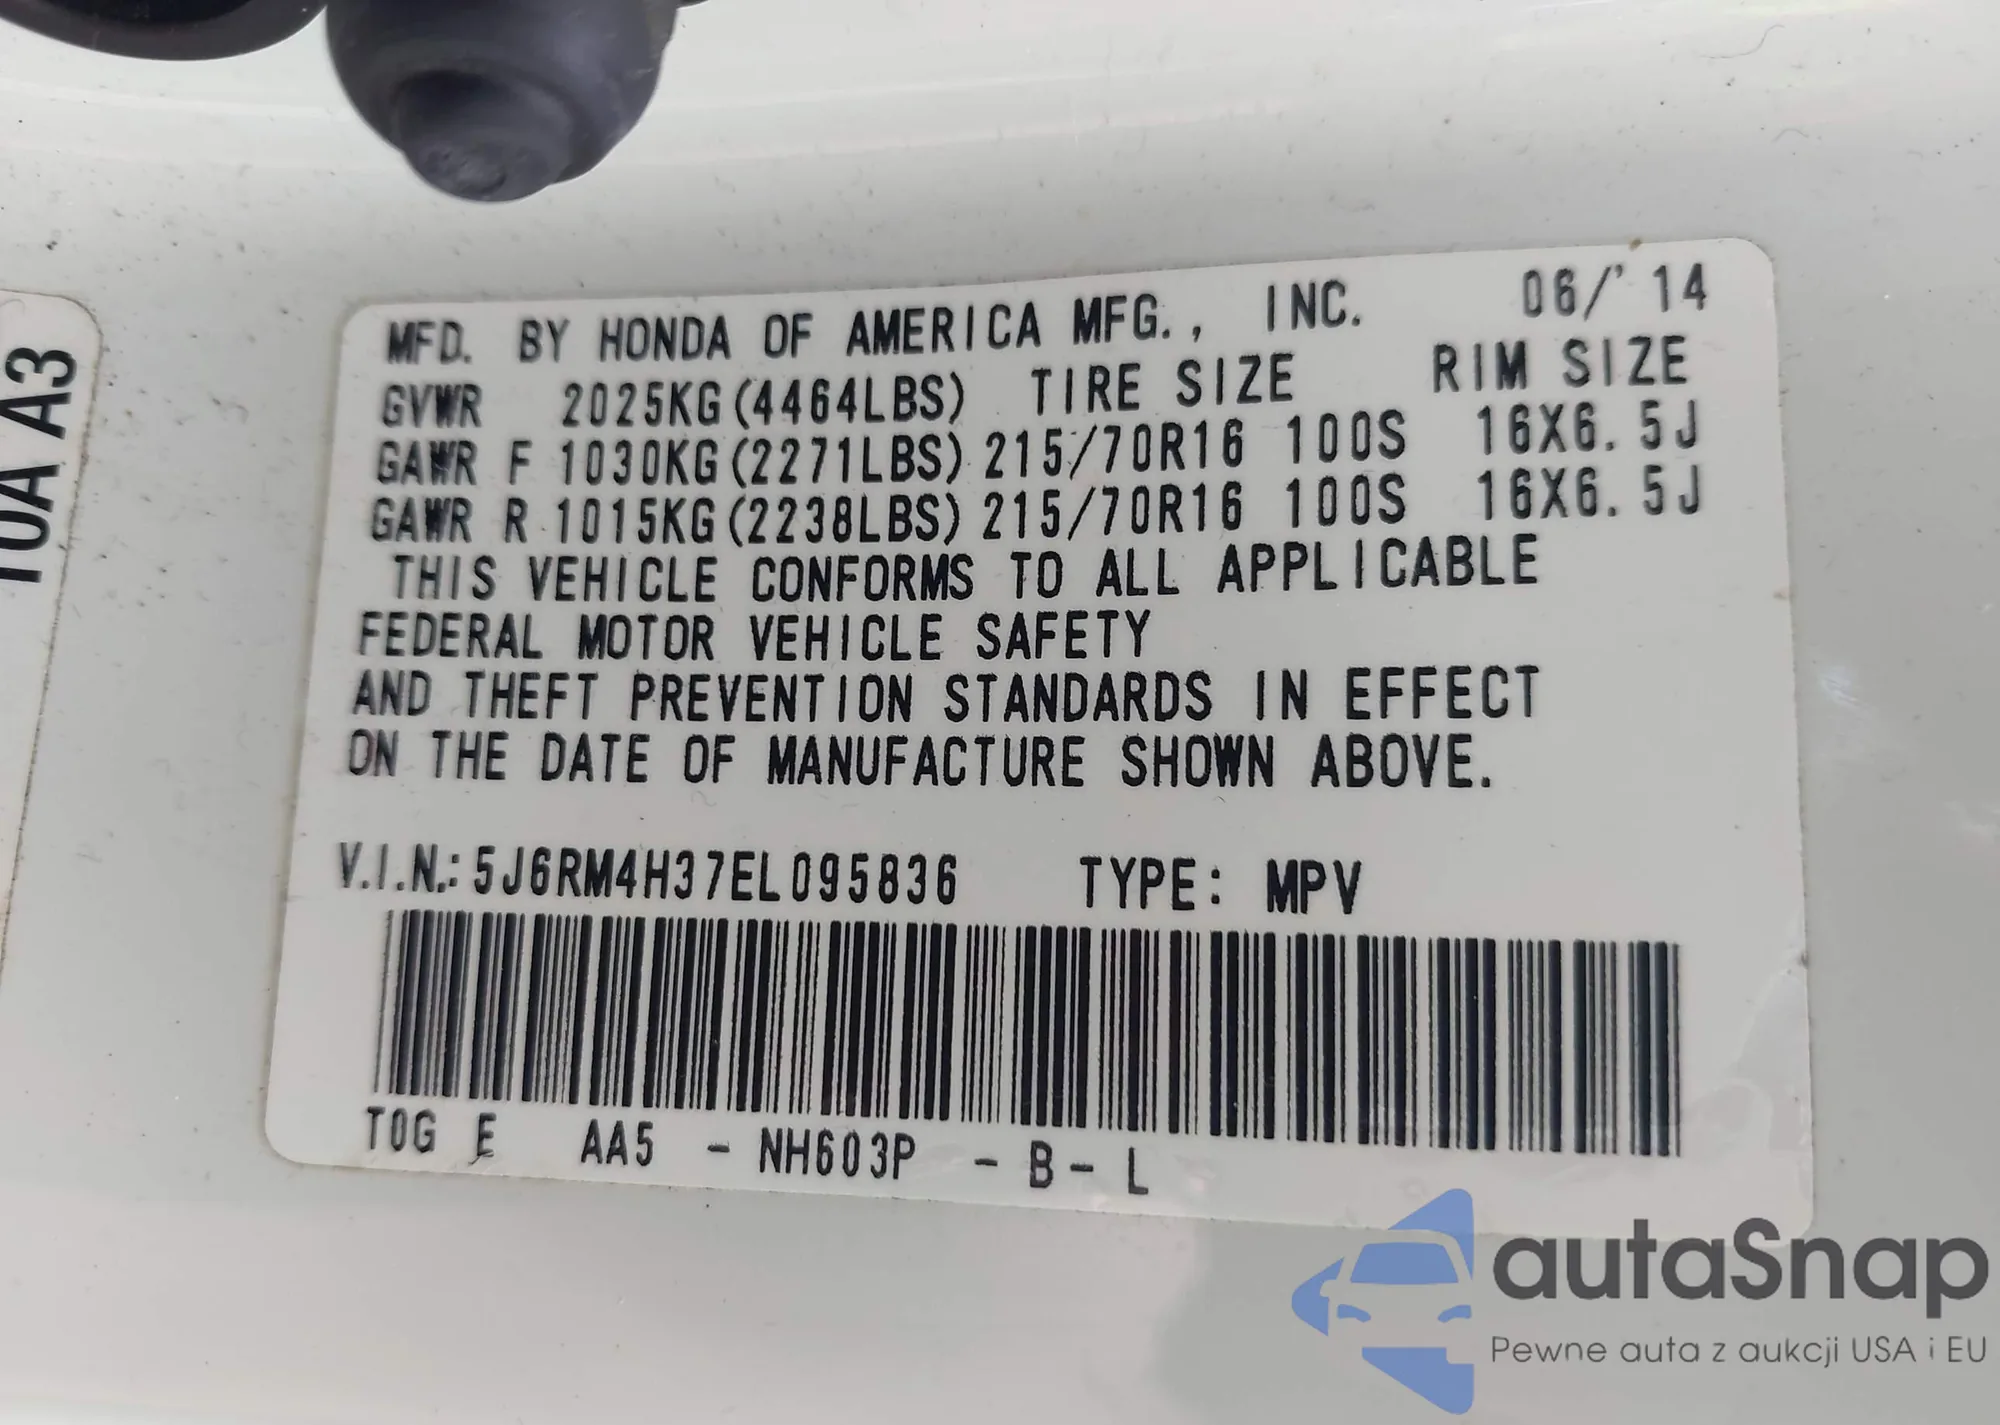 MFD. BY HONDA OF AMERICA MFG., INC. 06/'14
GVWR 2025KG(4464LBS) TIRE SIZE RIM SIZE
GAWR F 1030KG(2271LBS) 215/70R16 100S 16X6.5J
GAWR R 1015KG(2238LBS) 215/70R16 100S 16X6.5J
THIS VEHICLE CONFORMS TO ALL APPLICABLE
FEDERAL MOTOR VEHICLE SAFETY
AND THEFT PREVENTION STANDARDS IN EFFECT
ON THE DATE OF MANUFACTURE SHOWN ABOVE.
V.I.N.: 5J6RM4H37EL095836 TYPE: MPV
T0G E AA5 - NH603P - B - L
A3
autaSnap
Pewne auta z aukcji USA i EU